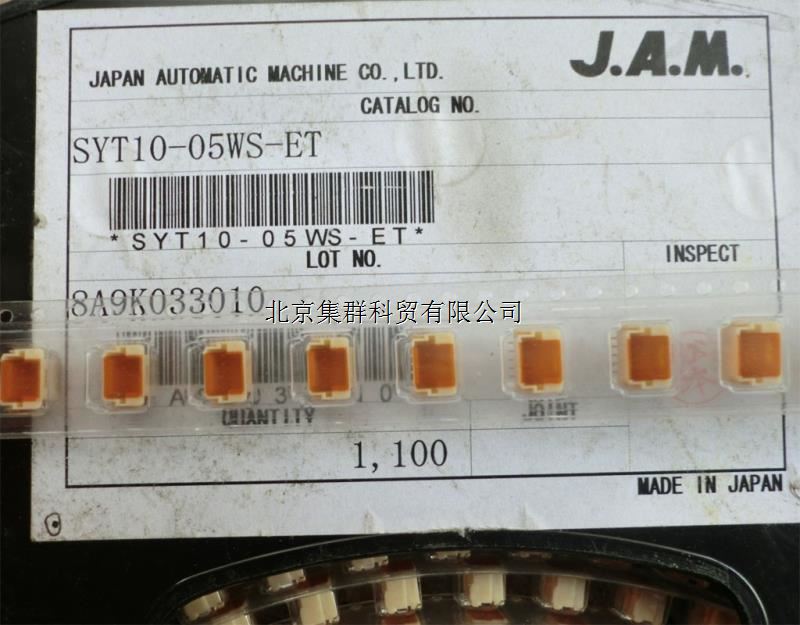 J.A.M.
JAPAN AUTOMATIC MACHINE CO.,LTD.
CATALOG NO.
SYT10-05WS-ET
*SYT10-05WS-ET*
LOT NO.
INSPECT
8A9K033010
北京集群科贸有限公司
QUANTITY
JOINT
1,100
MADE IN JAPAN